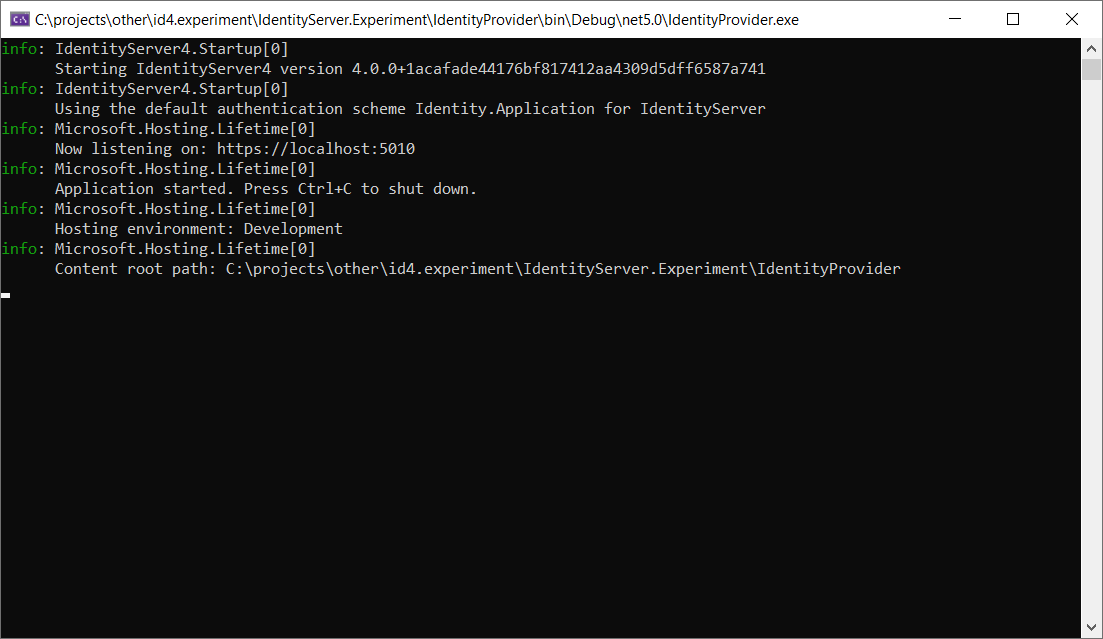 C:\projects\other\id4.experiment\IdentityServer.Experiment\IdentityProvider\bin\Debug\net5.0\IdentityProvider.exe
info: IdentityServer4.Startup[0]
Starting IdentityServer4 version 4.0.0+1acafade44176bf817412aa4309d5dff6587a741
info: IdentityServer4.Startup[0]
Using the default authentication scheme Identity.Application for IdentityServer
info: Microsoft.Hosting.Lifetime[0]
Now listening on: https://localhost:5010
info: Microsoft.Hosting.Lifetime[0]
Application started. Press Ctrl+C to shut down.
info: Microsoft.Hosting.Lifetime[0]
Hosting environment: Development
info: Microsoft.Hosting.Lifetime[0]
Content root path: C:\projects\other\id4.experiment\IdentityServer.Experiment\IdentityProvider